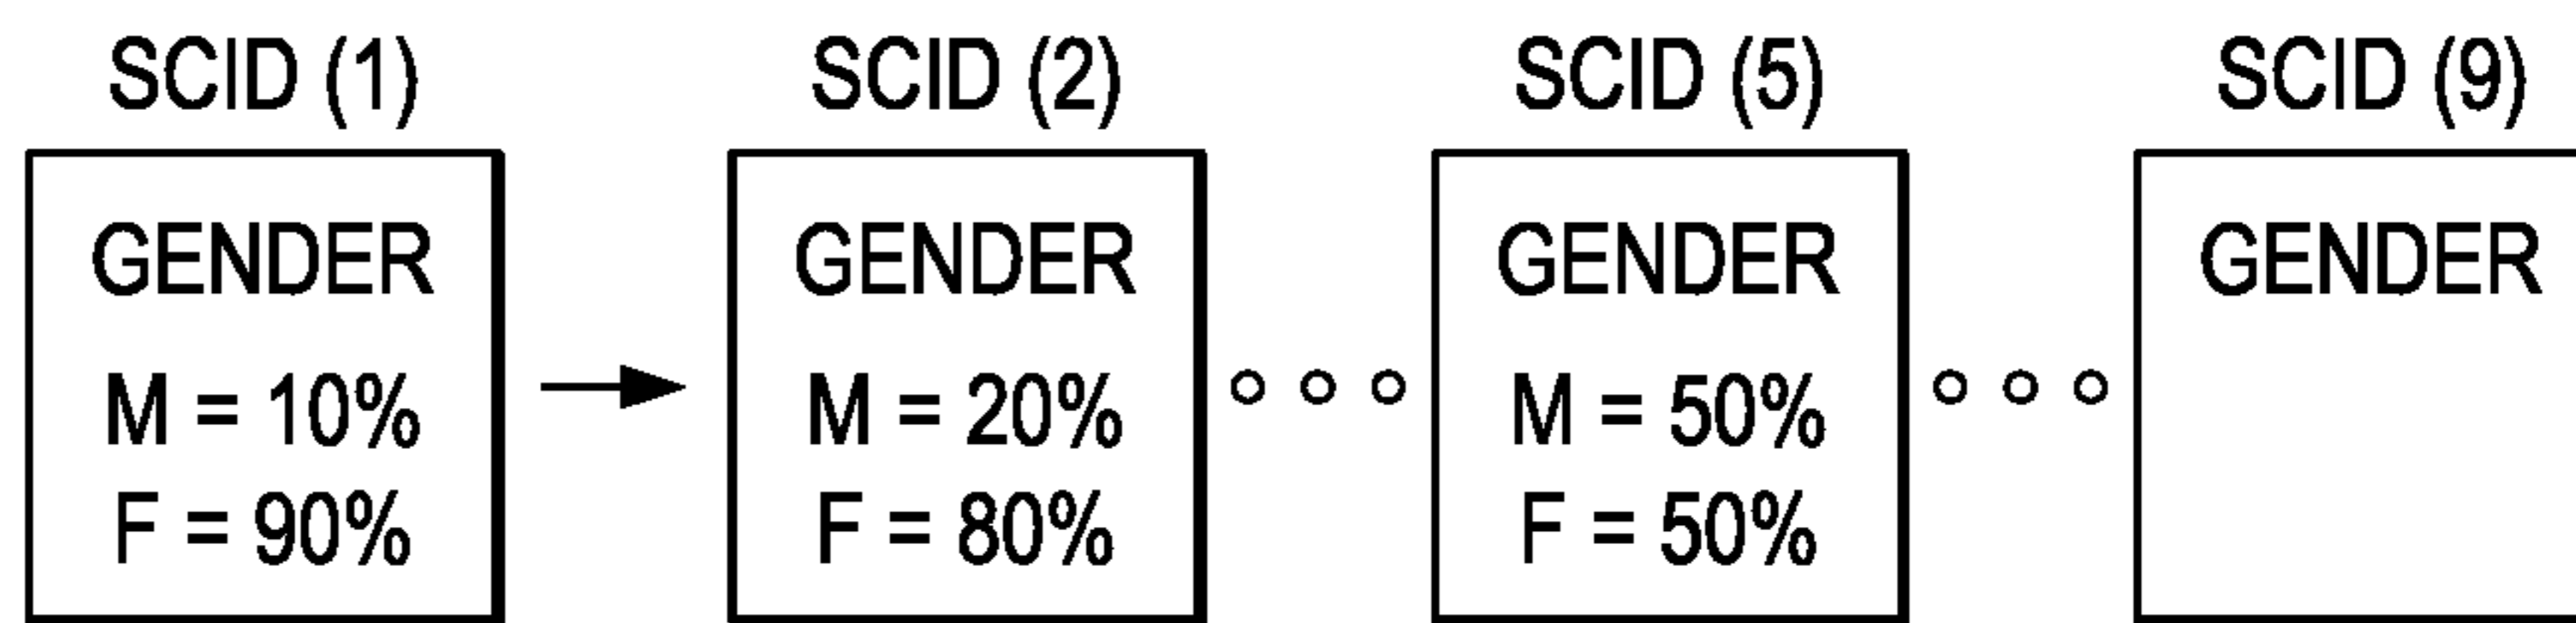 SCID (1) SCID (2) SCID (5) SCID (9)
GENDER GENDER GENDER GENDER
M = 10% M = 20% M = 50%
F = 90% F = 80% F = 50%